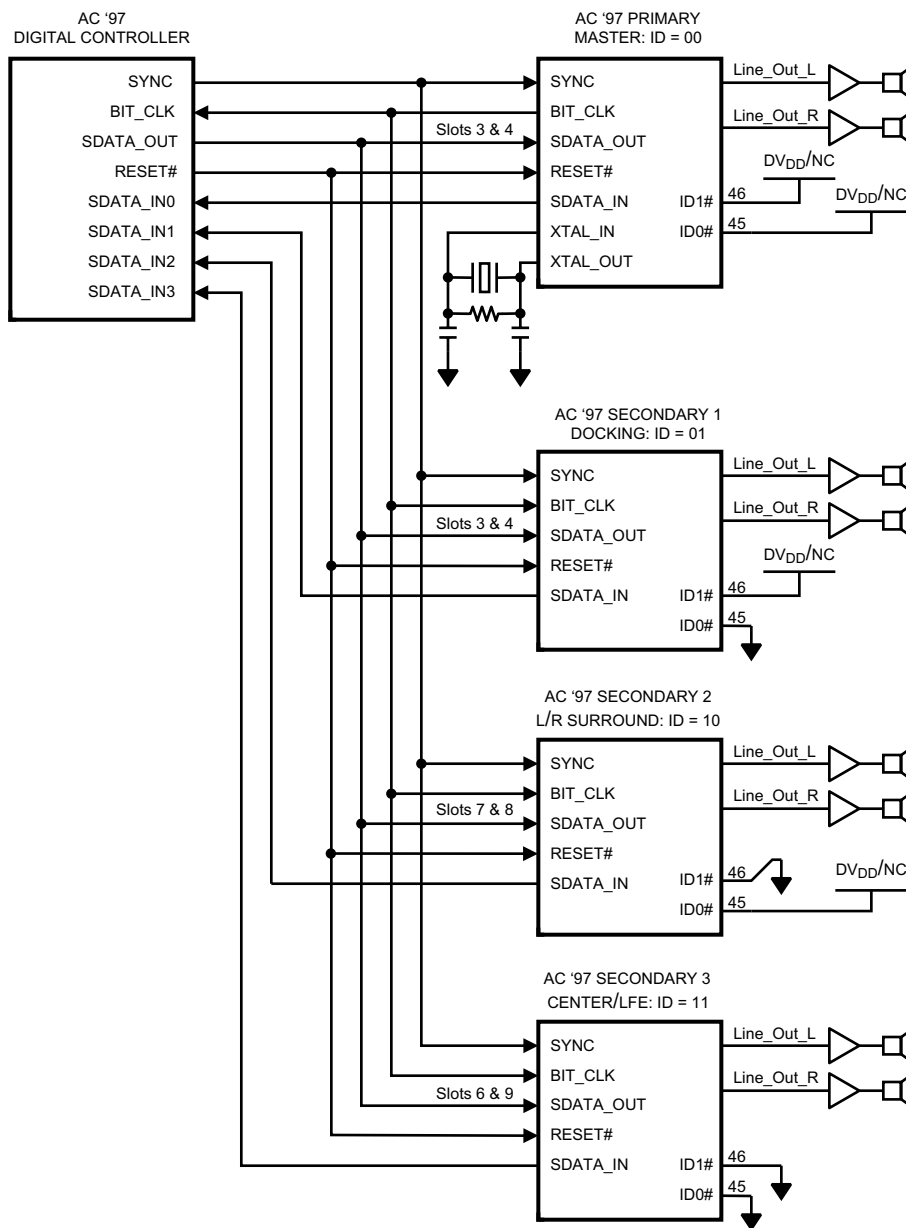 AC ‘97
DIGITAL CONTROLLER
SYNC
BIT_CLK
SDATA_OUT
RESET#
SDATA_IN0
SDATA_IN1
SDATA_IN2
SDATA_IN3
AC ‘97 PRIMARY
MASTER: ID = 00
SYNC
BIT_CLK
Slots 3 & 4
SDATA_OUT
RESET#
SDATA_IN
XTAL_IN
XTAL_OUT
ID1#
ID0#
46
45
Line_Out_L
Line_Out_R
DVDD/NC
DVDD/NC
AC ‘97 SECONDARY 1
DOCKING: ID = 01
SYNC
BIT_CLK
Slots 3 & 4
SDATA_OUT
RESET#
SDATA_IN
ID1#
ID0#
46
45
Line_Out_L
Line_Out_R
DVDD/NC
AC ‘97 SECONDARY 2
L/R SURROUND: ID = 10
SYNC
BIT_CLK
Slots 7 & 8
SDATA_OUT
RESET#
SDATA_IN
ID1#
ID0#
46
45
Line_Out_L
Line_Out_R
DVDD/NC
AC ‘97 SECONDARY 3
CENTER/LFE: ID = 11
SYNC
BIT_CLK
Slots 6 & 9
SDATA_OUT
RESET#
SDATA_IN
ID1#
ID0#
46
45
Line_Out_L
Line_Out_R